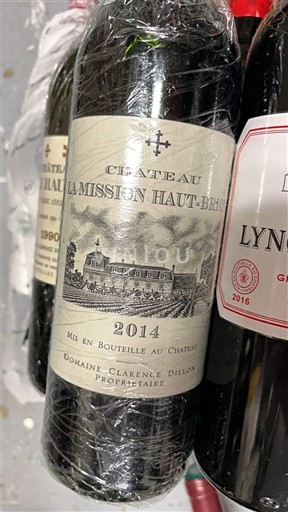 CHATEAU
LA MISSION HAUT-BRION
2014
MIS EN BOUTEILLE AU CHATEAU
DOMAINE CLARENCE DILLON
PROPRIETAIRE
1990
LYNC
2016